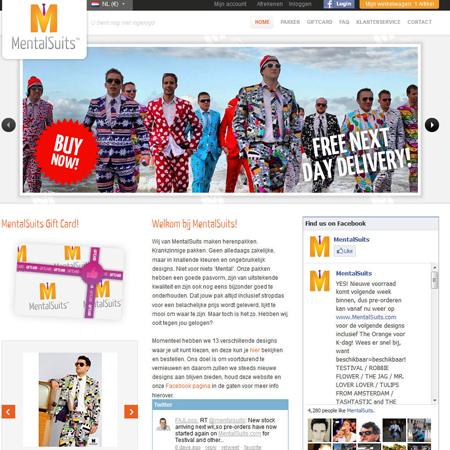 M
MentalSuits™
NL (€)
U bent nog niet ingelogd
Mijn account
Afrekenen
Inloggen
f Login
Mijn winkelwagen: 1 Artikel
HOME
PAKKEN
GIFTCARD
FAQ
KLANTENSERVICE
CONTACT
BUY
NOW!
FREE NEXT
DAY DELIVERY!
MentalSuits Gift Card!
MentalSuits
MentalSuits
Welkom bij MentalSuits!
Wij van MentalSuits maken herenpakken.
Krankzinnige pakken. Geen alledaags zakelijke,
maar in knallende kleuren en ongebruikelijk
designs. Niet voor niets 'Mental'. Onze pakken
hebben een goede pasvorm, zijn van uitstekende
kwaliteit en zijn ook nog eens bijzonder goed te
onderhouden. Dat jouw pak altijd inclusief stropdas
voor een belachelijke prijs wordt geleverd, lijkt te
mooi om waar te zijn. Maar toch is het zo. Hebben wij
ooit tegen jou gelogen?
Momenteel hebben we 13 verschillende designs
waar je uit kunt kiezen, en deze kun je hier bekijken
en bestellen. Ons doel is om voortdurend te
vernieuwen en daarom zullen we steeds nieuwe
designs aan blijven bieden, houd deze website en
onze Facebook pagina in de gaten voor meer info
hierover.
Twitter
RT @mentalsuits: New stock
arriving next wk,so pre-orders have now
started again on MentalSuits.com for
Testival and other...
6 days ago · reply · retweet · favorite
Find us on Facebook
MentalSuits
Like
MentalSuits
YES! Nieuwe voorraad
komt volgende week
binnen, dus pre-orderen
kan vanaf nu weer op
www.MentalSuits.com
voor de volgende designs
inclusief The Orange voor
K-dag! Wees er snel bij,
want
beschikbaar=beschikbaar!
TESTIVAL / ROBBIE
FLOWER / THE JAG / MR.
LOVER LOVER / TULIPS
FROM AMSTERDAM /
TASHTASTIC en THE
4,280 people like MentalSuits.